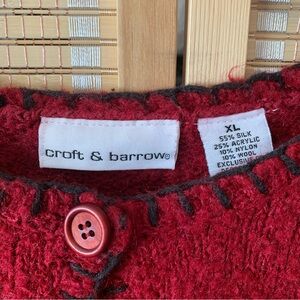 croft & barrow®
XL
55% SILK
25% ACRYLIC
10% NYLON
10% WOOL
EXCLUSIVE